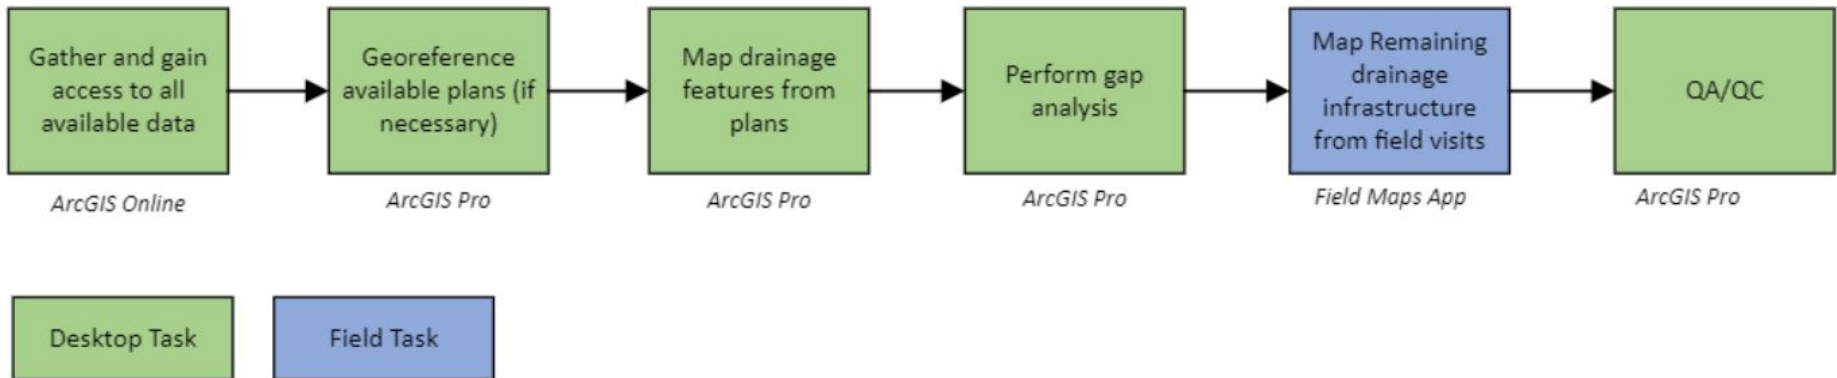 Gather and gain
access to all
available data
Georeference
available plans (if
necessary)
Map drainage
features from
plans
Perform gap
analysis
Map Remaining
drainage
infrastructure
from field visits
QA/QC
ArcGIS Online
ArcGIS Pro
ArcGIS Pro
ArcGIS Pro
Field Maps App
ArcGIS Pro
Desktop Task
Field Task